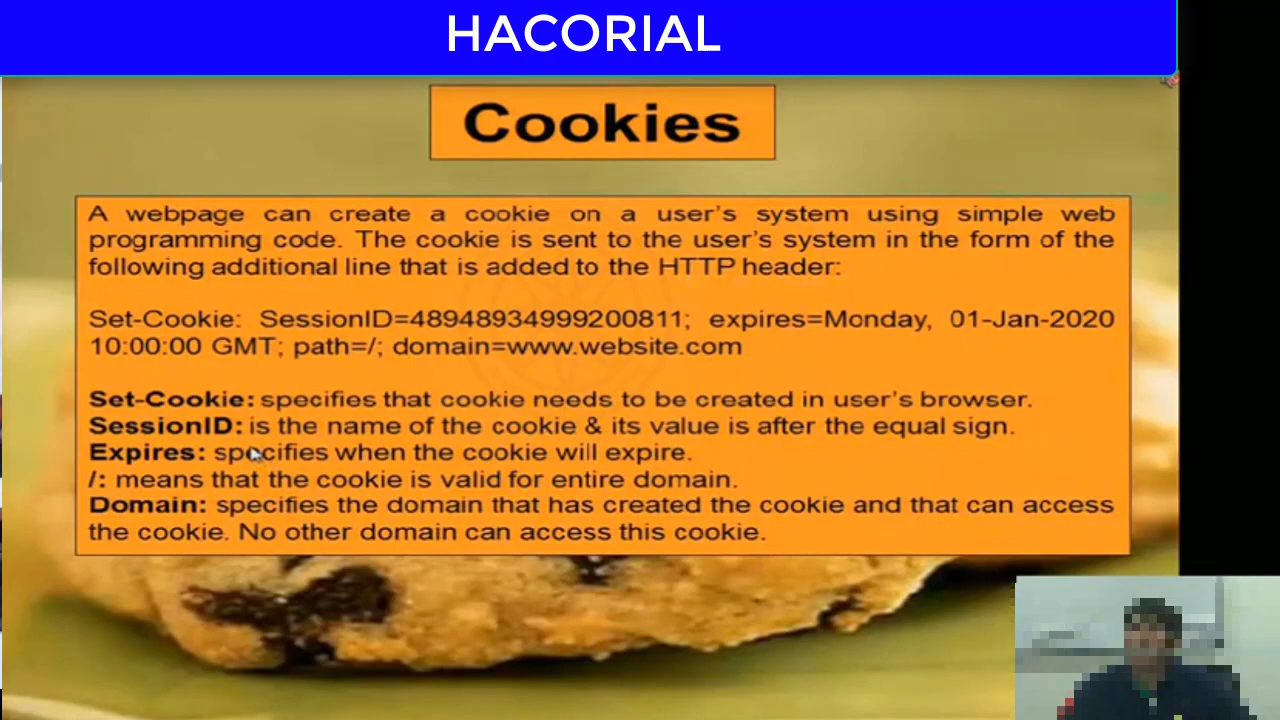 HACORIAL
Cookies
A webpage can create a cookie on a user's system using simple web
programming code. The cookie is sent to the user's system in the form of the
following additional line that is added to the HTTP header:
Set-Cookie: SessionID=48948934999200811; expires=Monday, 01-Jan-2020
10:00:00 GMT; path=/; domain=www.website.com
Set-Cookie: specifies that cookie needs to be created in user's browser.
SessionID: is the name of the cookie & its value is after the equal sign.
Expires: specifies when the cookie will expire.
/: means that the cookie is valid for entire domain.
Domain: specifies the domain that has created the cookie and that can access
the cookie. No other domain can access this cookie.